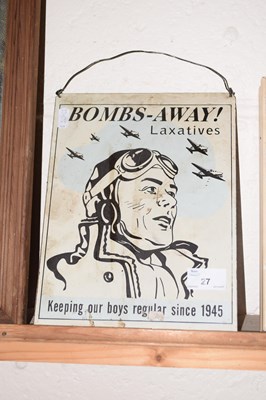 BOMBS-AWAY!
Laxatives
27
Keeping our boys regular since 1945